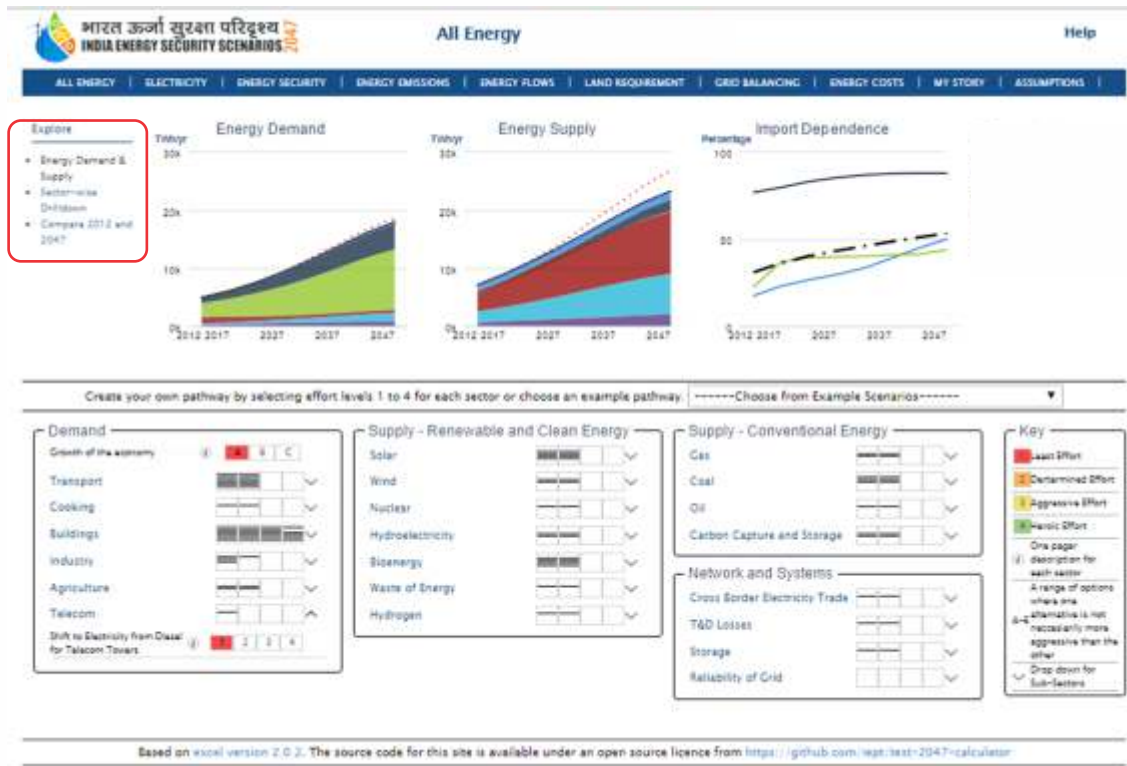 भारत ऊर्जा सुरक्षा परिदृश्य 2047
INDIA ENERGY SECURITY SCENARIOS
All Energy
Help
ALL ENERGY | ELECTRICITY | ENERGY SECURITY | ENERGY EMISSIONS | ENERGY FLOWS | LAND REQUIREMENT | GRID BALANCING | ENERGY COSTS | MY STORY | ASSUMPTIONS |
Explore
Energy Demand &
Supply
Sector-wise
Drilldown
Compare 2012 and
2047
Energy Demand
TWh/yr
30k
20k
10k
0k
2012 2017 2027 2037 2047
Energy Supply
TWh/yr
30k
20k
10k
0k
2012 2017 2027 2037 2047
Import Dependence
Percentage
100
50
0
2012 2017 2027 2037 2047
Create your own pathway by selecting effort levels 1 to 4 for each sector or choose an example pathway. ------Choose from Example Scenarios------
Demand
Growth of the economy i A B C
Transport
Cooking
Buildings
Industry
Agriculture
Telecom
Shift to Electricity from Diesel
for Telecom Towers i 1 2 3 4
Supply - Renewable and Clean Energy
Solar
Wind
Nuclear
Hydroelectricity
Bioenergy
Waste of Energy
Hydrogen
Supply - Conventional Energy
Gas
Coal
Oil
Carbon Capture and Storage
Network and Systems
Cross Border Electricity Trade
T&D Losses
Storage
Reliability of Grid
Key
1 Least Effort
2 Dertarmined Effort
3 Aggressive Effort
4 Heroic Effort
One pager
i description for
each sector
A range of options
where one
alternative is not
neccasianly more
aggressive than the
other
Drop down for
Sub-Sectors
Based on excel version 2.0.2. The source code for this site is available under an open source licence from https://github.com/iept/test-2047-calculator